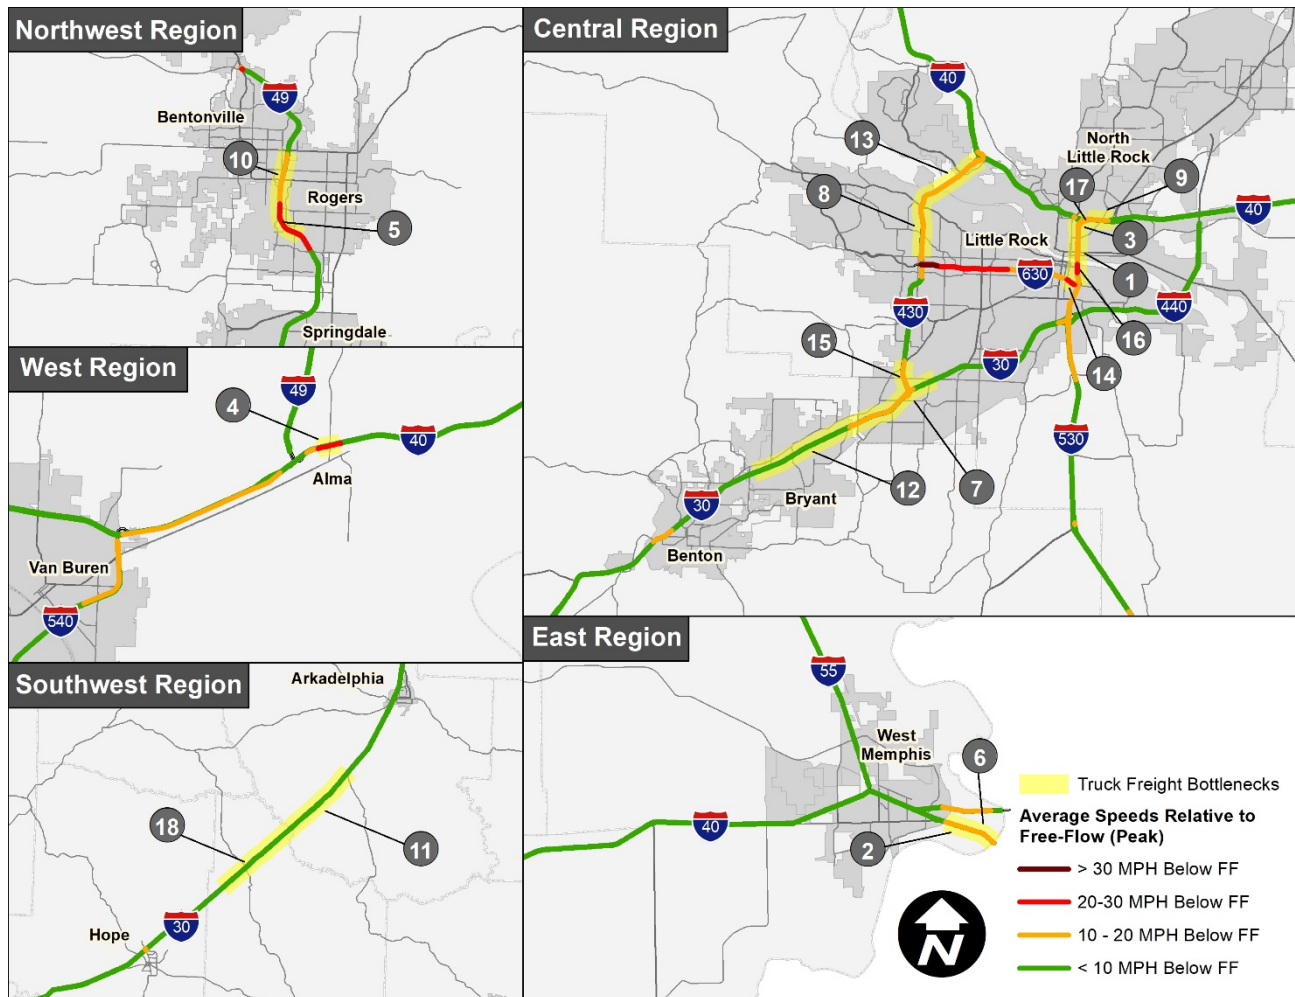 Northwest Region
49
Bentonville
10
Rogers
5
Springdale
West Region
49
4
40
Alma
Van Buren
540
Southwest Region
Arkadelphia
18
11
30
Hope
Central Region
40
13
North
Little Rock
17
9
8
40
Little Rock
3
630
1
430
440
15
16
30
14
530
12
7
Bryant
30
Benton
East Region
55
West
Memphis
6
40
2
Truck Freight Bottlenecks
Average Speeds Relative to
Free-Flow (Peak)
> 30 MPH Below FF
20-30 MPH Below FF
10 - 20 MPH Below FF
< 10 MPH Below FF
N